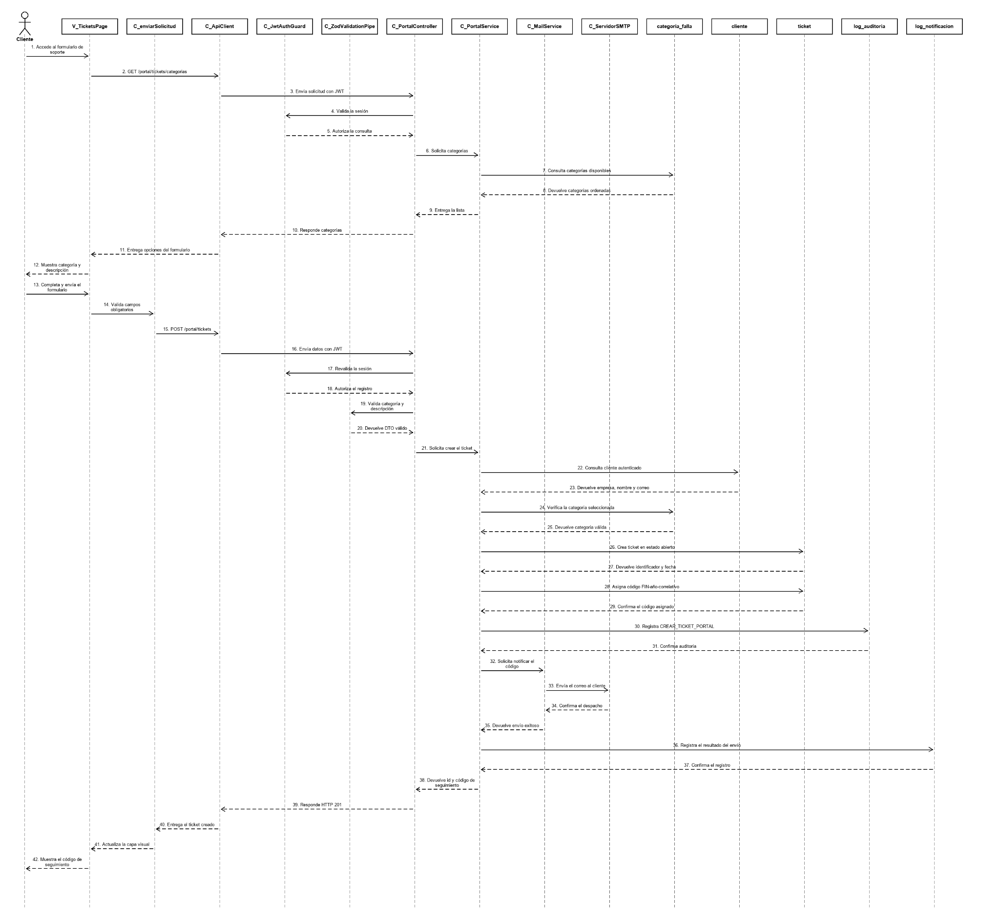 Cliente
V_TicketsPage
C_enviarSolicitud
C_ApiClient
C_JwtAuthGuard
C_ZodValidationPipe
C_PortalController
C_PortalService
C_MailService
C_ServidorSMTP
categoria_falla
cliente
ticket
log_auditoria
log_notificacion
1. Accede al formulario de
soporte
2. GET /portal/tickets/categorias
3. Envía solicitud con JWT
4. Valida la sesión
5. Autoriza la consulta
6. Solicita categorías
7. Consulta categorías disponibles
8. Devuelve categorías ordenadas
9. Entrega la lista
10. Responde categorías
11. Entrega opciones del formulario
12. Muestra categoría y
descripción
13. Completa y envía el
formulario
14. Valida campos
obligatorios
15. POST /portal/tickets
16. Envía datos con JWT
17. Revalida la sesión
18. Autoriza el registro
19. Valida categoría y
descripción
20. Devuelve DTO válido
21. Solicita crear el ticket
22. Consulta cliente autenticado
23. Devuelve empresa, nombre y correo
24. Verifica la categoría seleccionada
25. Devuelve categoría válida
26. Crea ticket en estado abierto
27. Devuelve identificador y fecha
28. Asigna código FIN-año-correlativo
29. Confirma el código asignado
30. Registra CREAR_TICKET_PORTAL
31. Confirma auditoría
32. Solicita notificar el
código
33. Envía el correo al cliente
34. Confirma el despacho
35. Devuelve envío exitoso
36. Registra el resultado del envío
37. Confirma el registro
38. Devuelve id y código de
seguimiento
39. Responde HTTP 201
40. Entrega el ticket creado
41. Actualiza la capa visual
42. Muestra el código de
seguimiento